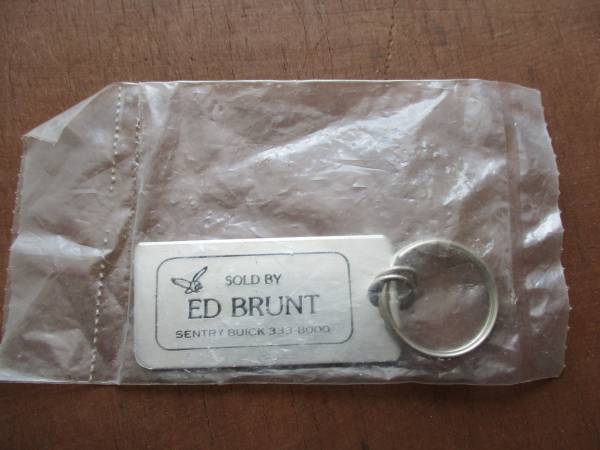 SOLD BY
ED BRUNT
SENTRY BUICK 333-8000